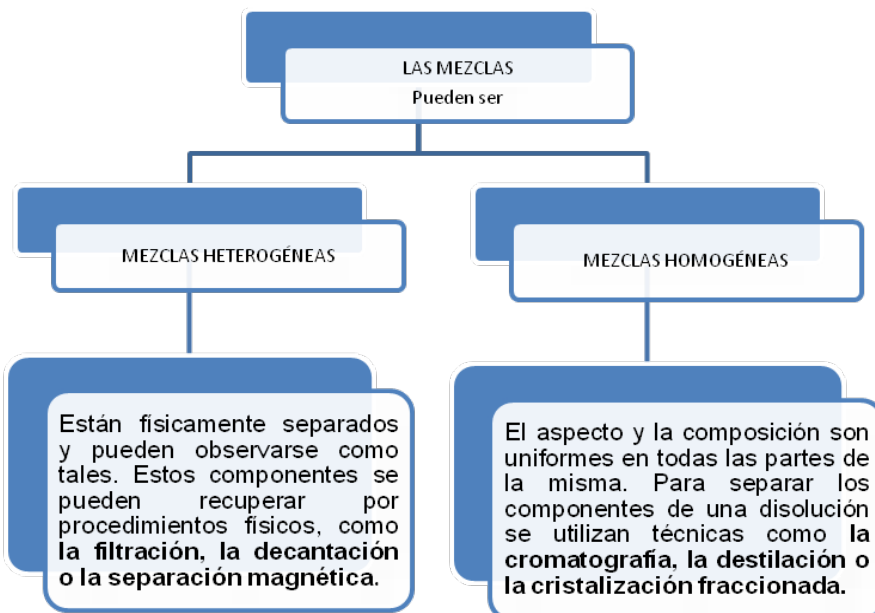 LAS MEZCLAS
Pueden ser
MEZCLAS HETEROGÉNEAS
MEZCLAS HOMOGÉNEAS
Están físicamente separados
y pueden observarse como
tales. Estos componentes se
pueden recuperar por
procedimientos físicos, como
la filtración, la decantación
o la separación magnética.
El aspecto y la composición son
uniformes en todas las partes de
la misma. Para separar los
componentes de una disolución
se utilizan técnicas como la
cromatografía, la destilación o
la cristalización fraccionada.